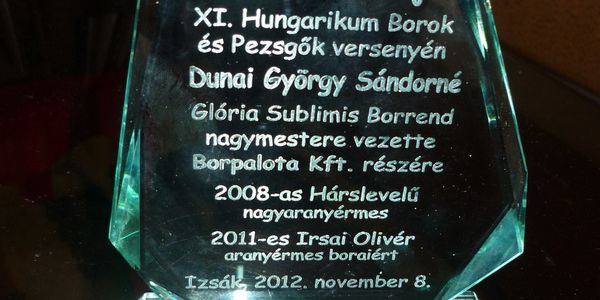 XI. Hungarikum Borok
és Pezsgők versenyén
Dunai György Sándorné
Glória Sublimis Borrend
nagymestere vezette
Borpalota Kft. részére
2008-as Hárslevelű
nagyaranyérmes
2011-es Irsai Olivér
aranyérmes boraiért
Izsák, 2012. november 8.